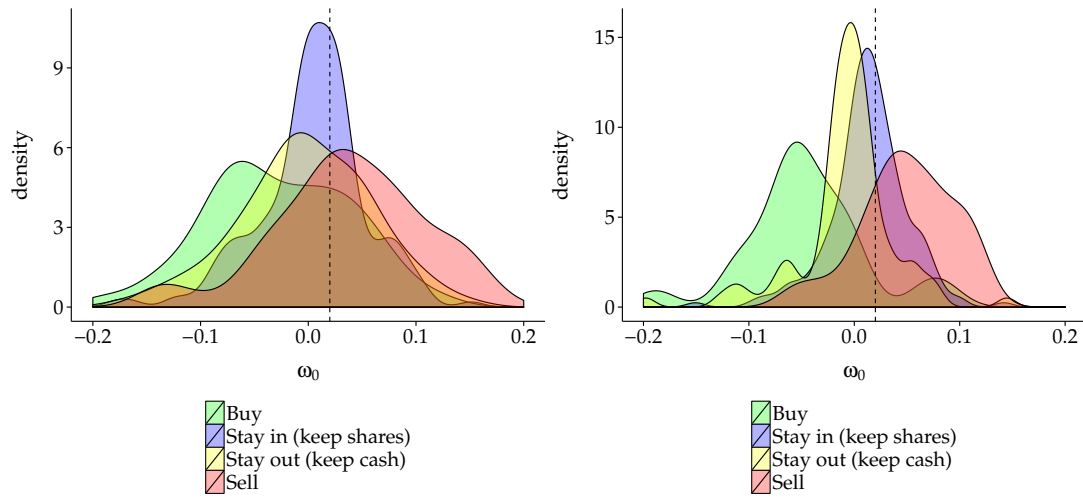 9
6
3
0
density
−0.2
−0.1
0.0
0.1
0.2
ω0
Buy
Stay in (keep shares)
Stay out (keep cash)
Sell
15
10
5
0
density
−0.2
−0.1
0.0
0.1
0.2
ω0
Buy
Stay in (keep shares)
Stay out (keep cash)
Sell